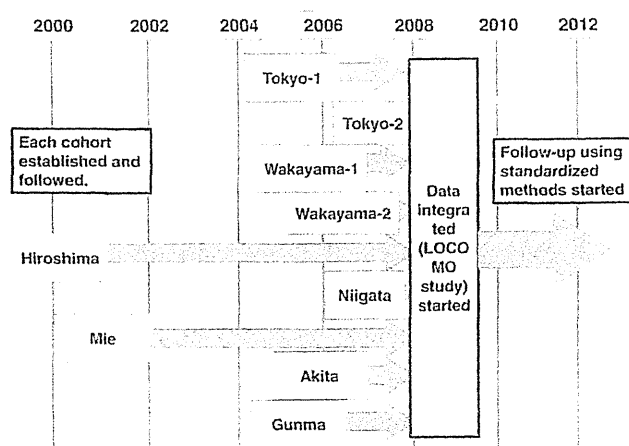 2000 2002 2004 2006 2008 2010 2012
Tokyo-1
Tokyo-2
Each cohort
established and
followed.
Wakayama-1
Follow-up using
standardized
methods started
Wakayama-2
Data
integra
ted
(LOCO
MO
study)
started
Hiroshima
Niigata
Mie
Akita
Gunma